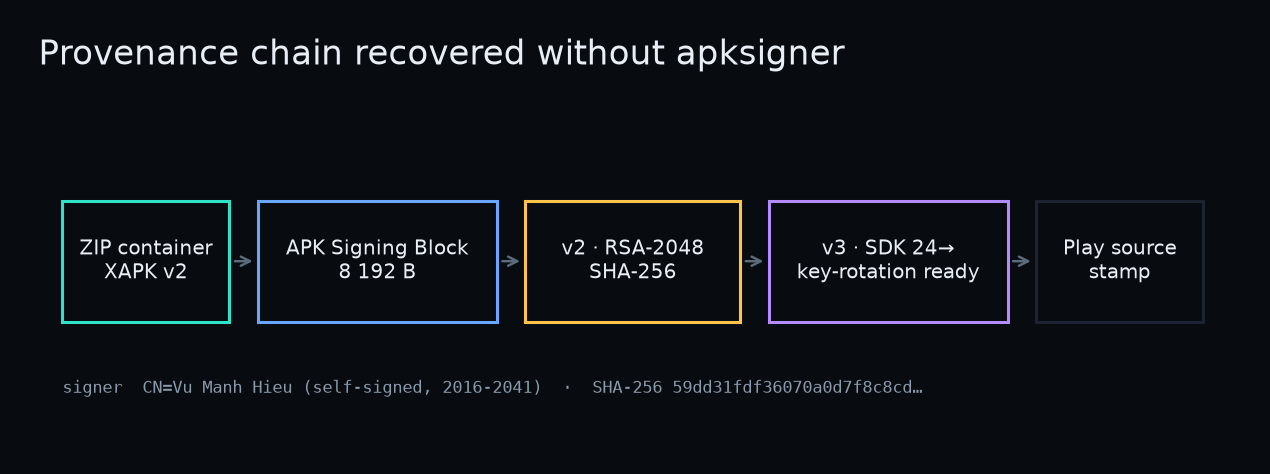 Provenance chain recovered without apksigner
ZIP container
XAPK v2
APK Signing Block
8 192 B
v2 · RSA-2048
SHA-256
v3 · SDK 24→
key-rotation ready
Play source
stamp
signer  CN=Vu Manh Hieu (self-signed, 2016-2041)  ·  SHA-256 59dd31fdf36070a0d7f8c8cd…